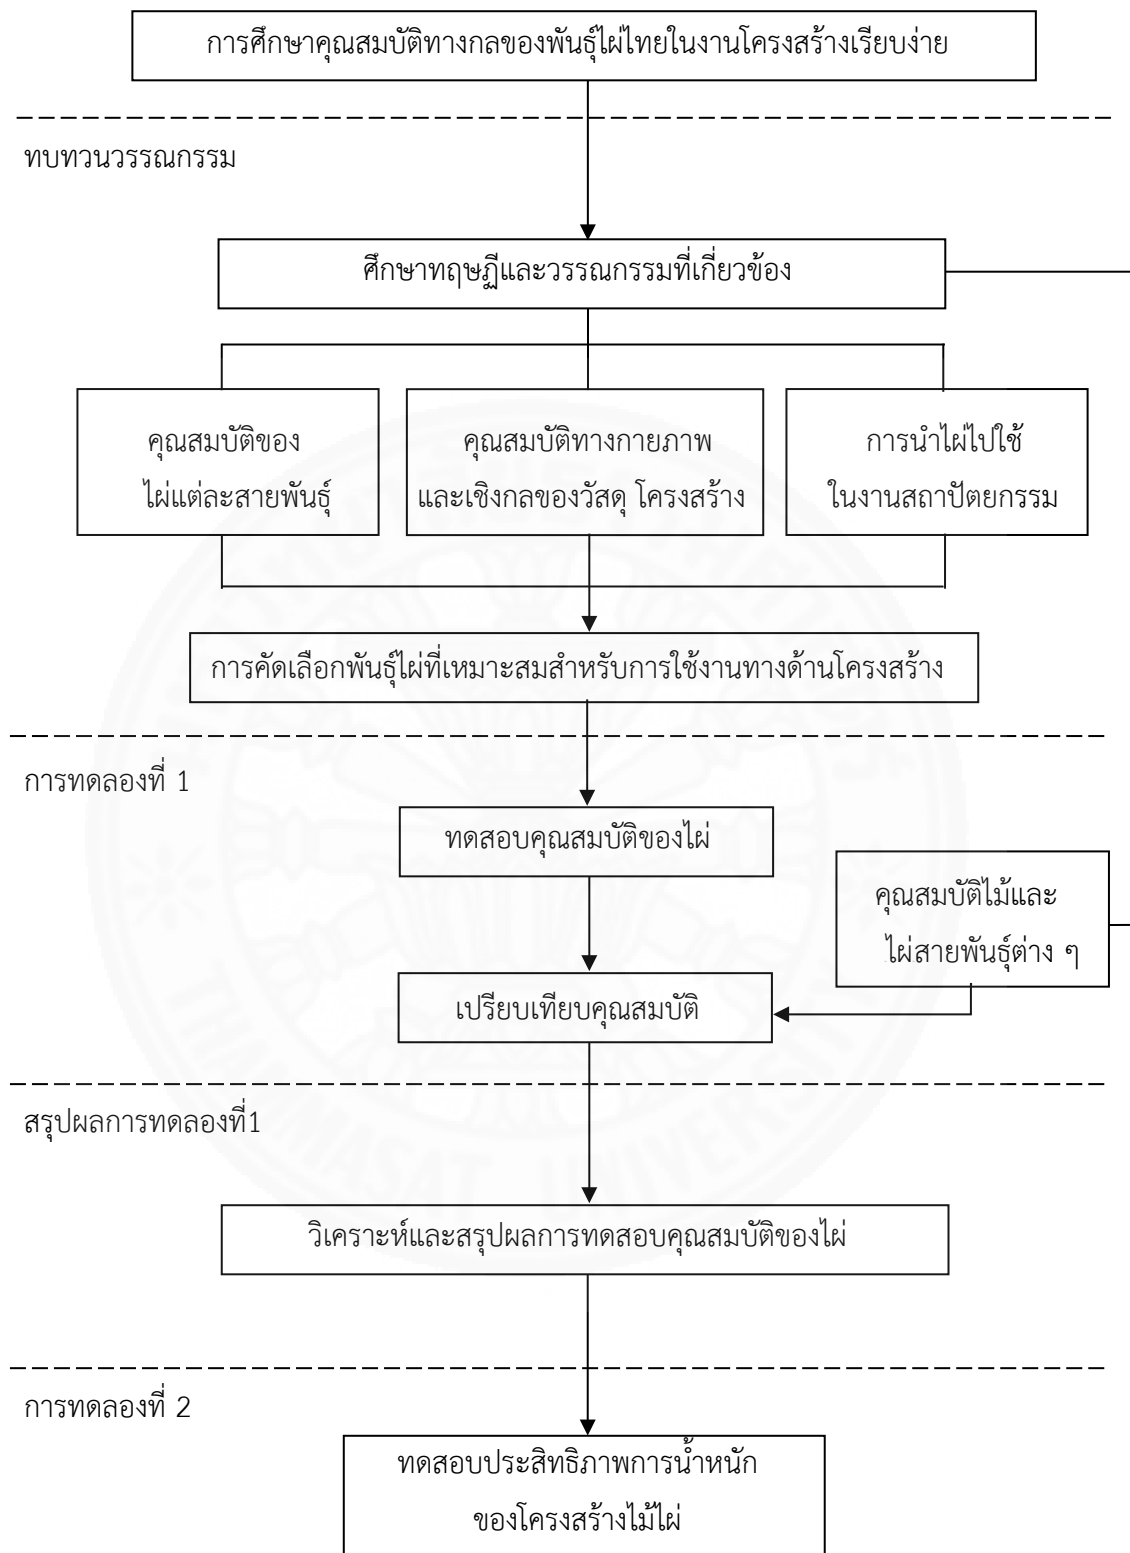 การศึกษาคุณสมบัติทางกลของพันธุ์ไผ่ไทยในงานโครงสร้างเรียบง่าย
ทบทวนวรรณกรรม
ศึกษาทฤษฏีและวรรณกรรมที่เกี่ยวข้อง
คุณสมบัติของ
ไผ่แต่ละสายพันธุ์
คุณสมบัติทางกายภาพ
และเชิงกลของวัสดุ โครงสร้าง
การนำไผ่ไปใช้
ในงานสถาปัตยกรรม
การคัดเลือกพันธุ์ไผ่ที่เหมาะสมสำหรับการใช้งานทางด้านโครงสร้าง
การทดลองที่ 1
ทดสอบคุณสมบัติของไผ่
คุณสมบัติไม้และ
ไผ่สายพันธุ์ต่าง ๆ
เปรียบเทียบคุณสมบัติ
สรุปผลการทดลองที่1
วิเคราะห์และสรุปผลการทดสอบคุณสมบัติของไผ่
การทดลองที่ 2
ทดสอบประสิทธิภาพการน้ำหนัก
ของโครงสร้างไม้ไผ่
THAMMASAT UNIVERSITY